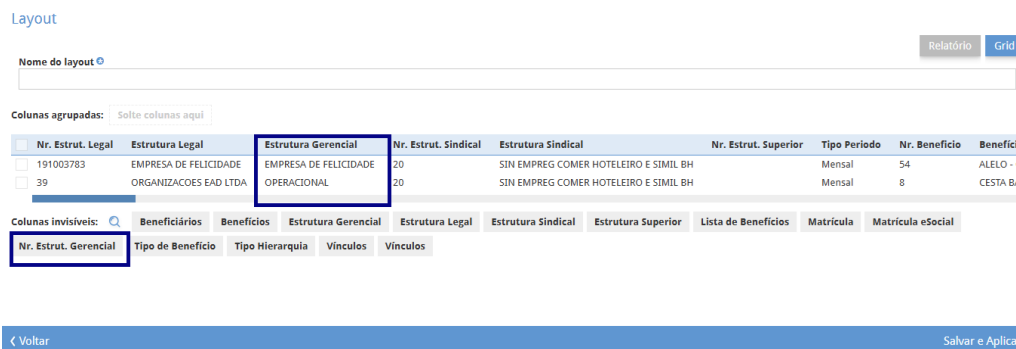 Layout
Relatório Grid
Nome do layout
Colunas agrupadas: Solte colunas aqui
Nr. Estrut. Legal Estrutura Legal Estrutura Gerencial Nr. Estrut. Sindical Estrutura Sindical Nr. Estrut. Superior Tipo Periodo Nr. Beneficio Benefíci
191003783 EMPRESA DE FELICIDADE EMPRESA DE FELICIDADE 20 SIN EMPREG COMER HOTELEIRO E SIMIL BH Mensal 54 ALELO -
39 ORGANIZACOES EAD LTDA OPERACIONAL 20 SIN EMPREG COMER HOTELEIRO E SIMIL BH Mensal 8 CESTA BA
Colunas invisíveis: Beneficiários Benefícios Estrutura Gerencial Estrutura Legal Estrutura Sindical Estrutura Superior Lista de Benefícios Matrícula Matrícula eSocial
Nr. Estrut. Gerencial Tipo de Benefício Tipo Hierarquia Vínculos Vínculos
Voltar Salvar e Aplica